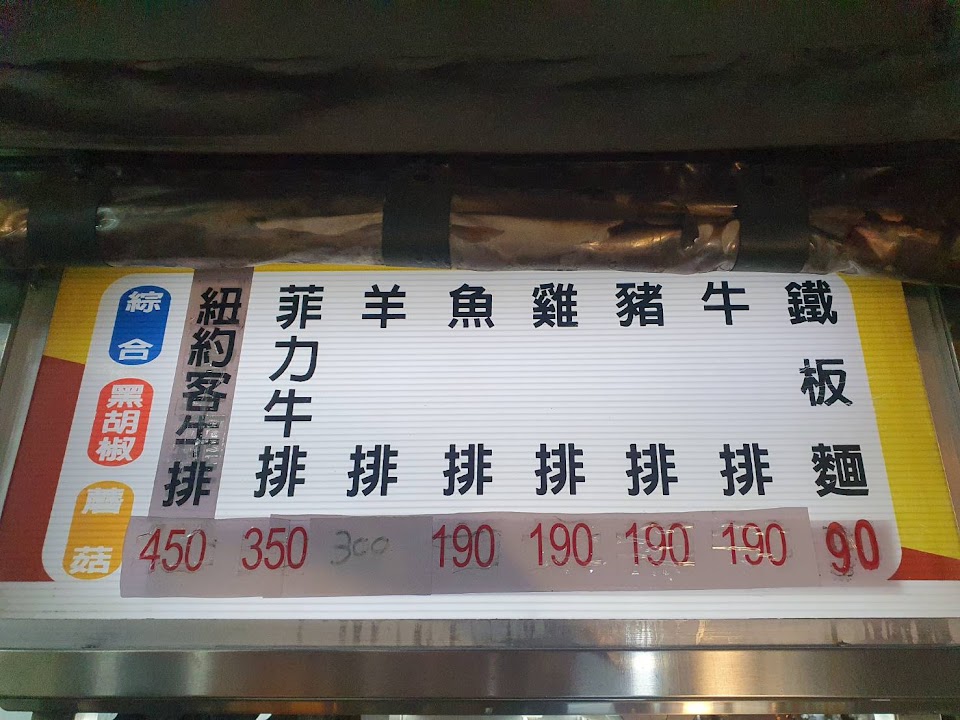 鐵板麵
90
牛排
190
豬排
190
雞排
190
魚排
190
羊排
300
菲力牛排
350
紐約客牛排
450
綜合
黑胡椒
蘑菇